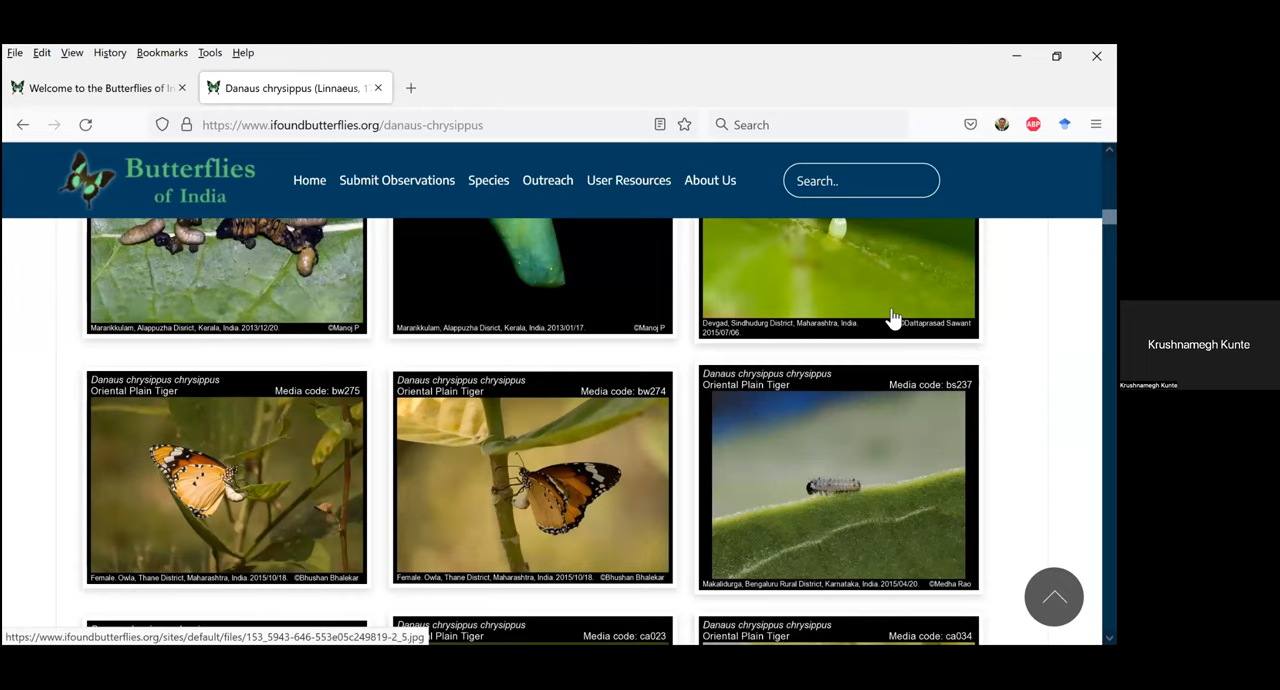 File Edit View History Bookmarks Tools Help
Welcome to the Butterflies of In
Danaus chrysippus (Linnaeus, 1
https://www.ifoundbutterflies.org/danaus-chrysippus
Search
ABP
Butterflies
of India
Home Submit Observations Species Outreach User Resources About Us
Search..
Mararikkulam, Alappuzha Disrict, Kerala, India. 2013/12/20. ©Manoj P
Mararikkulam, Alappuzha Disrict, Kerala, India. 2013/01/17. ©Manoj P
Devgad, Sindhudurg District, Maharashtra, India. ©Dattaprasad Sawant
2015/07/06.
Danaus chrysippus chrysippus
Oriental Plain Tiger Media code: bw275
Female. Owla, Thane District, Maharashtra, India. 2015/10/18. ©Bhushan Bhalekar
Danaus chrysippus chrysippus
Oriental Plain Tiger Media code: bw274
Female. Owla, Thane District, Maharashtra, India. 2015/10/18. ©Bhushan Bhalekar
Danaus chrysippus chrysippus
Oriental Plain Tiger Media code: bs237
Makalidurga, Bengaluru Rural District, Karnataka, India. 2015/04/20. ©Medha Rao
chrysippus chrysippus
Plain Tiger Media code: ca023
Danaus chrysippus chrysippus
Oriental Plain Tiger Media code: ca034
https://www.ifoundbutterflies.org/sites/default/files/153_5943-646-553e05c249819-2_5.jpg
Krushnamegh Kunte
Krushnamegh Kunte